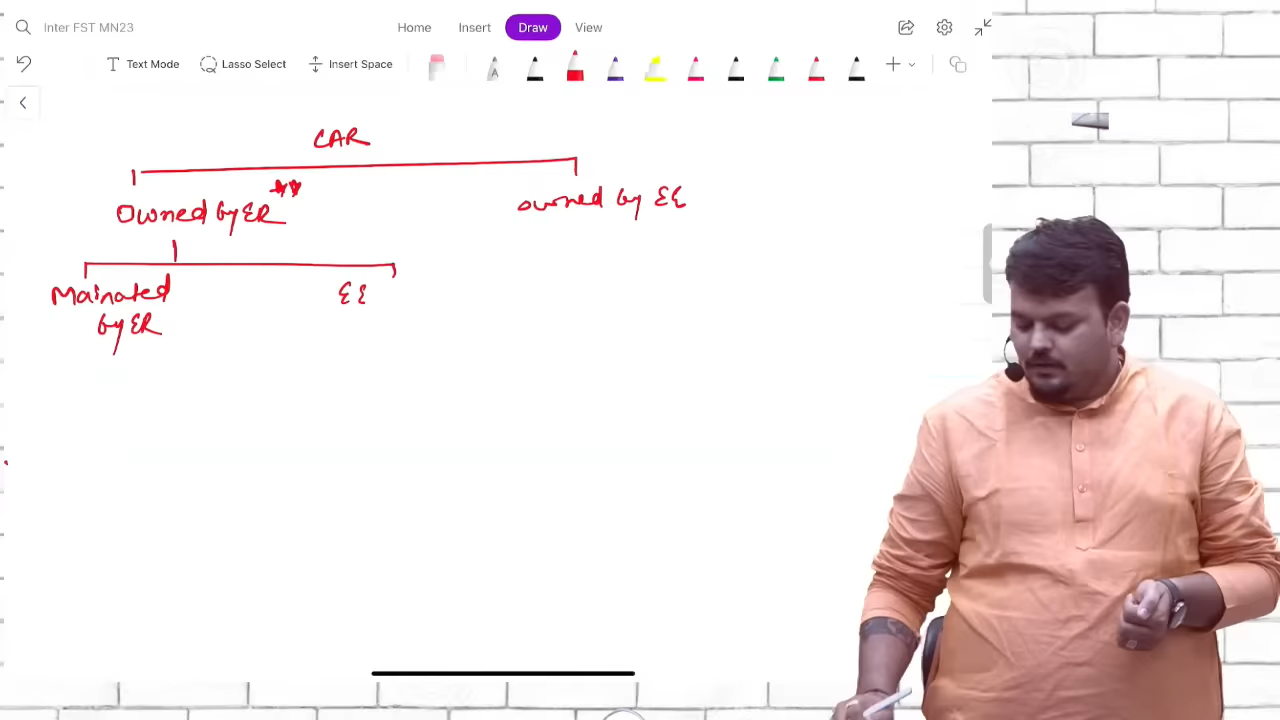 Inter FST MN23
Home Insert Draw View
Text Mode Lasso Select Insert Space
A
CAR
Owned by ER
owned by EE
Mainated
by ER
EE